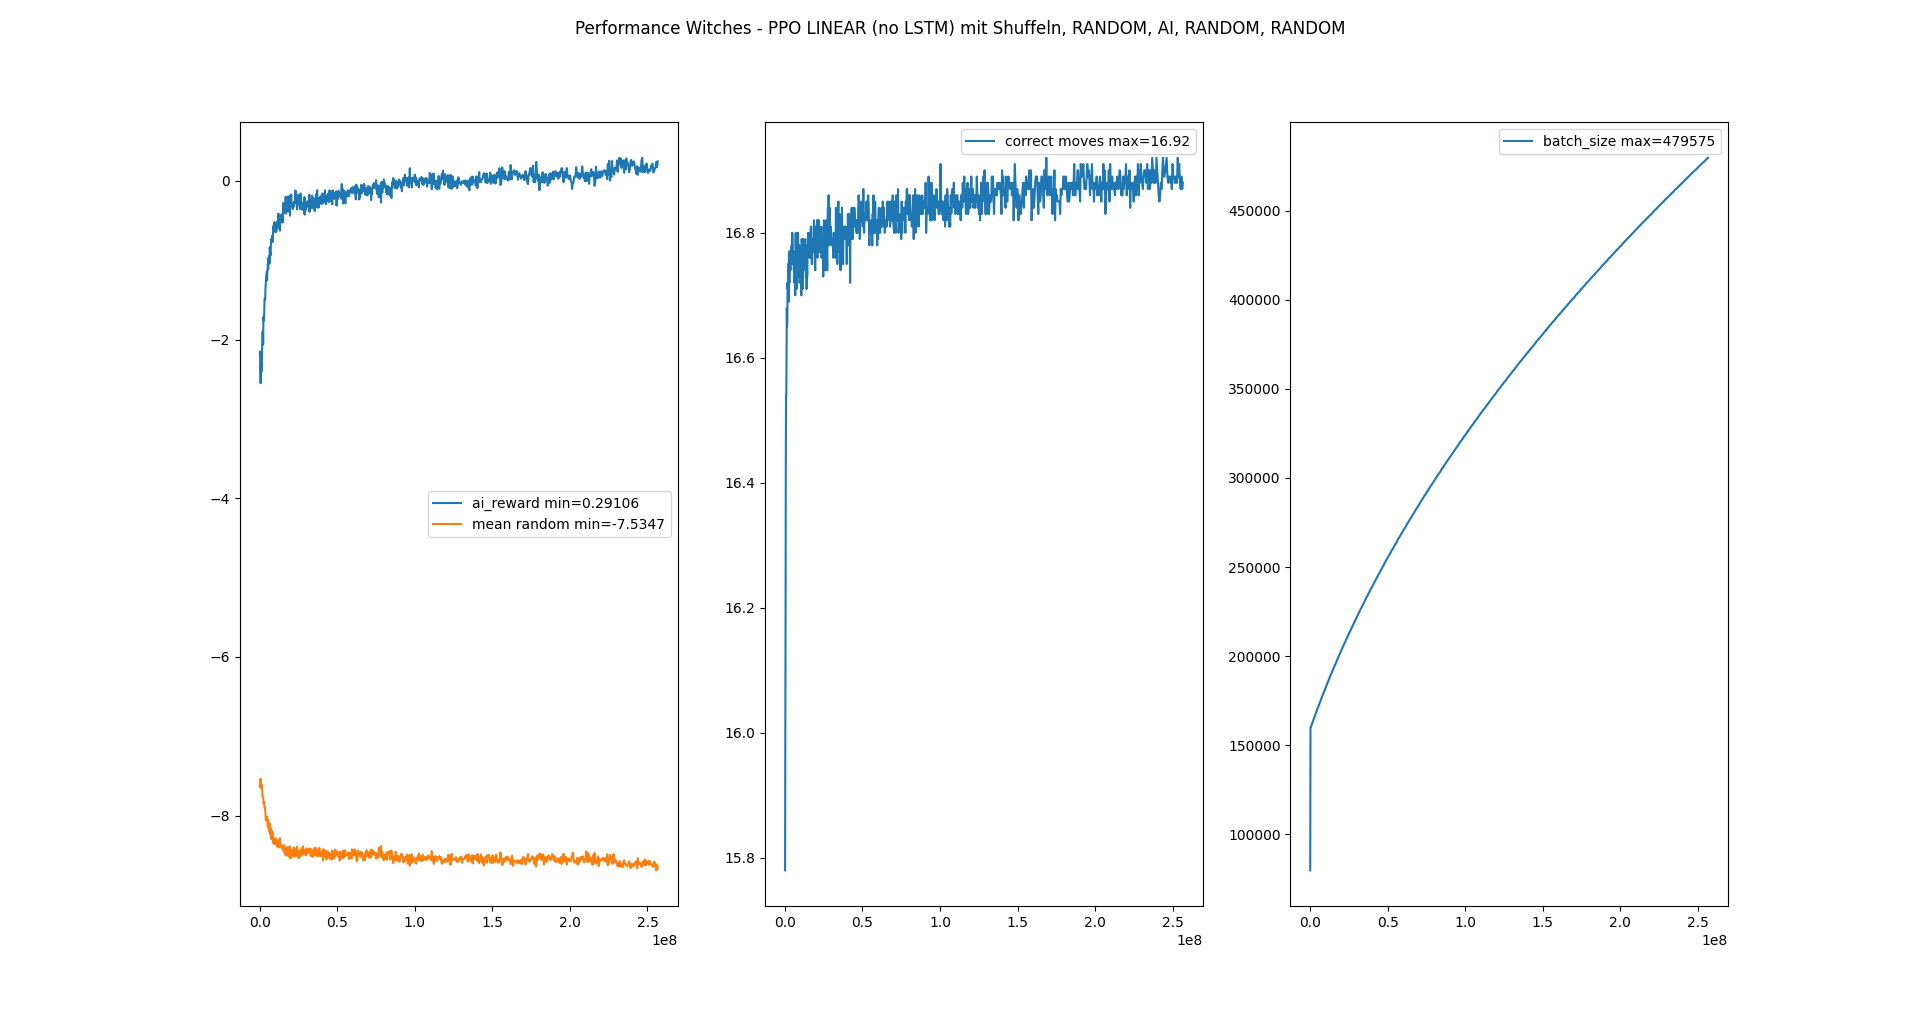 Performance Witches - PPO LINEAR (no LSTM) mit Shuffeln, RANDOM, AI, RANDOM, RANDOM
0
−2
−4
−6
−8
ai_reward min=0.29106
mean random min=-7.5347
0.0 0.5 1.0 1.5 2.0 2.5
1e8
correct moves max=16.92
16.8
16.6
16.4
16.2
16.0
15.8
0.0 0.5 1.0 1.5 2.0 2.5
1e8
batch_size max=479575
450000
400000
350000
300000
250000
200000
150000
100000
0.0 0.5 1.0 1.5 2.0 2.5
1e8